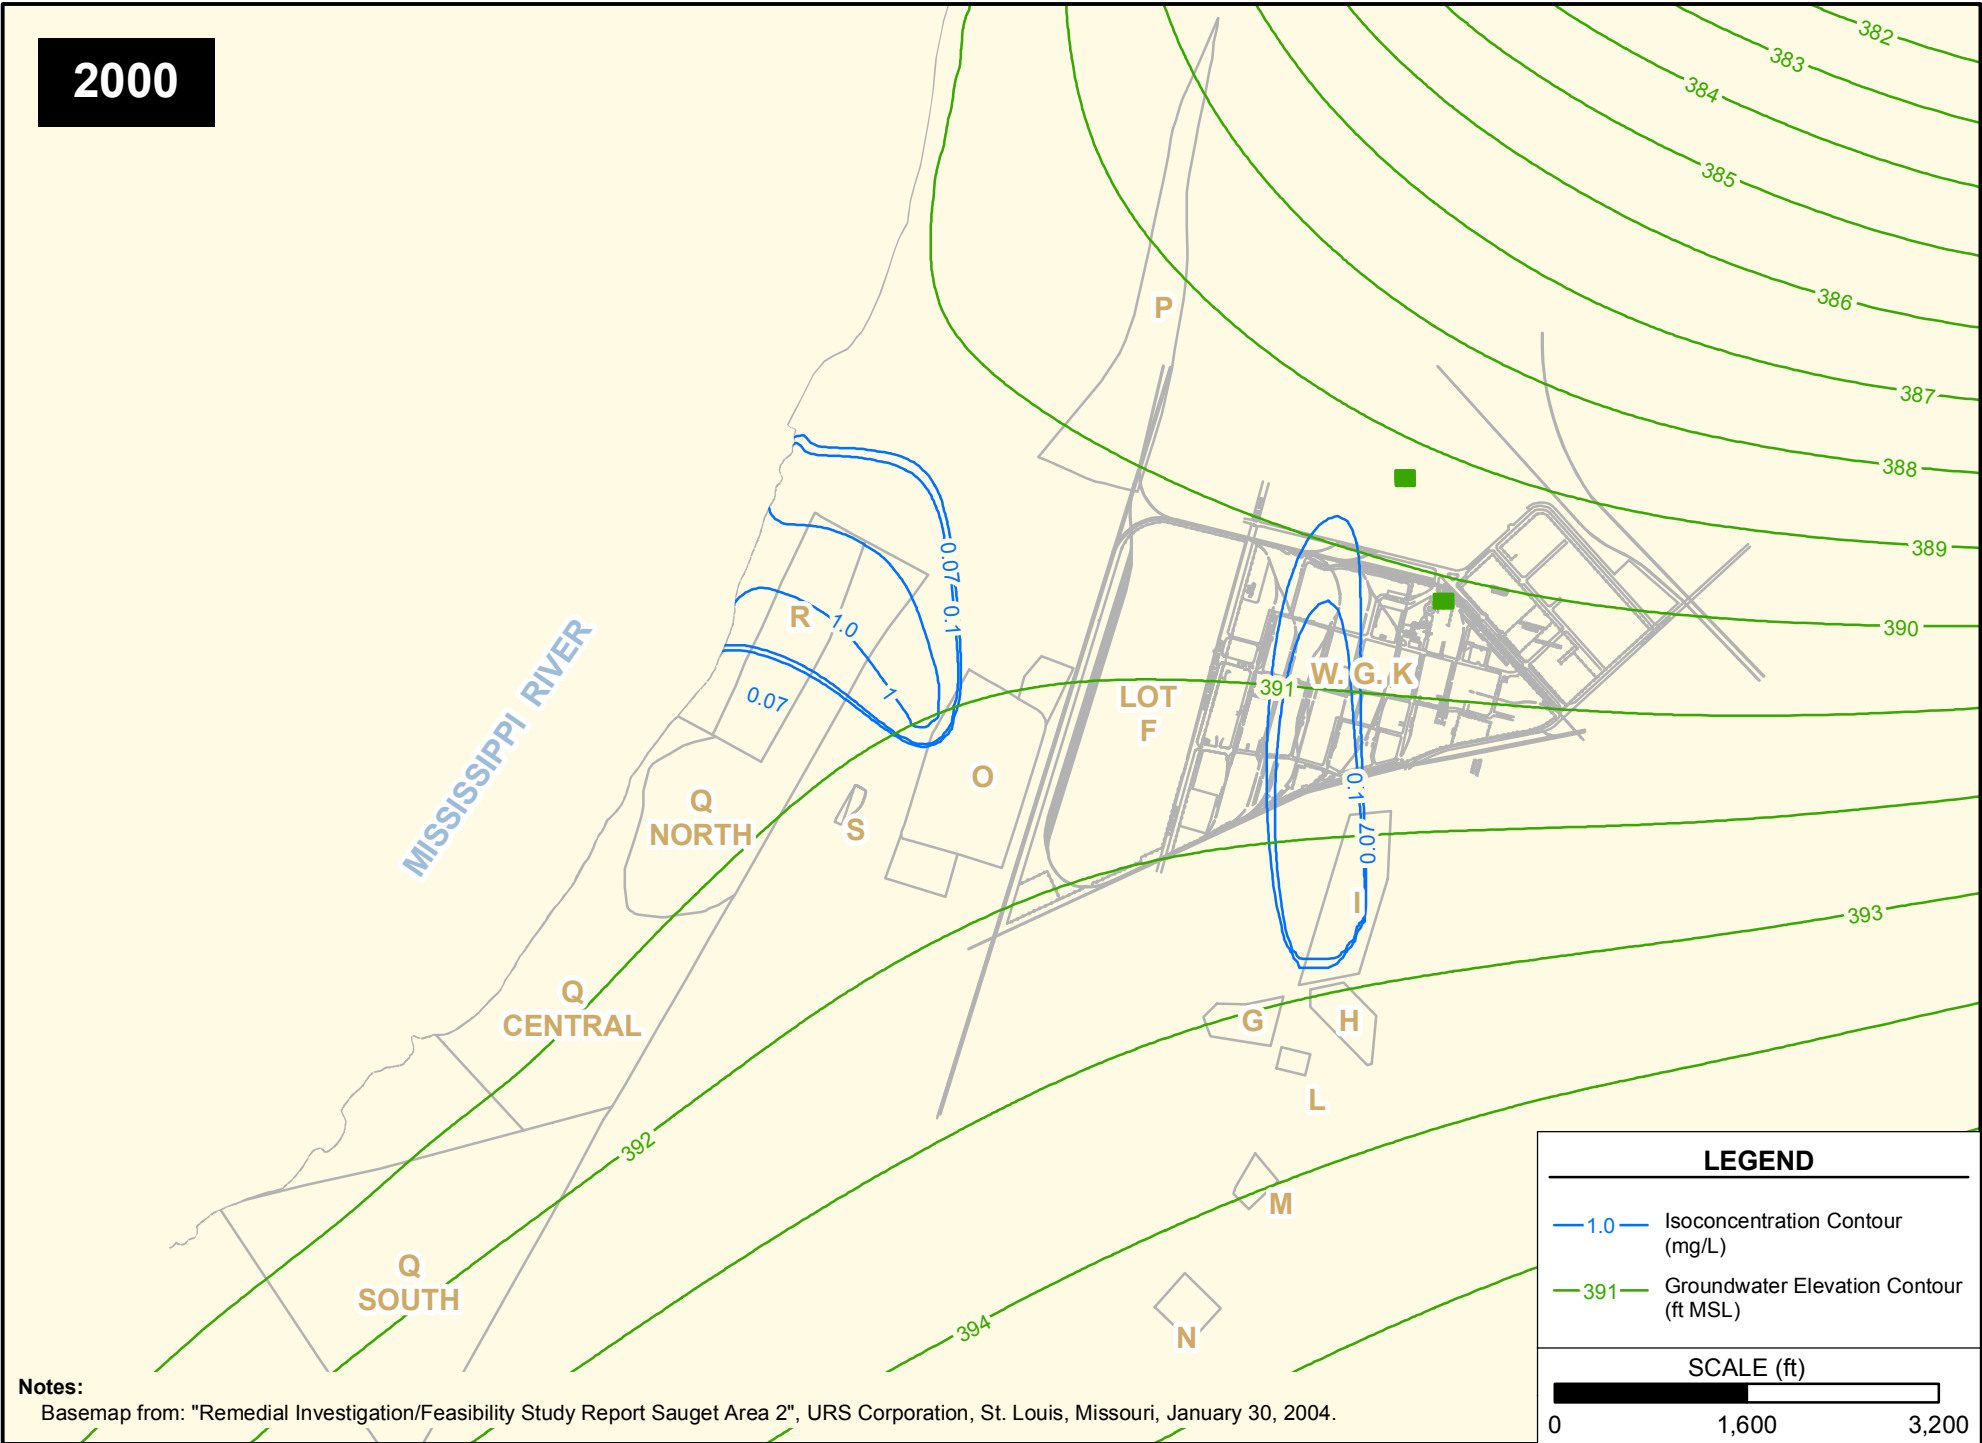 2000
382
383
384
385
386
387
388
389
390
391
393
392
394
P
R
1.0
1
0.07
0.07
0.1
O
S
LOT
F
W. G. K
0.1
0.07
I
Q
NORTH
MISSISSIPPI RIVER
Q
CENTRAL
G
H
L
M
N
Q
SOUTH
LEGEND
1.0
Isoconcentration Contour
(mg/L)
391
Groundwater Elevation Contour
(ft MSL)
SCALE (ft)
0 1,600 3,200
Notes:
Basemap from: "Remedial Investigation/Feasibility Study Report Sauget Area 2", URS Corporation, St. Louis, Missouri, January 30, 2004.